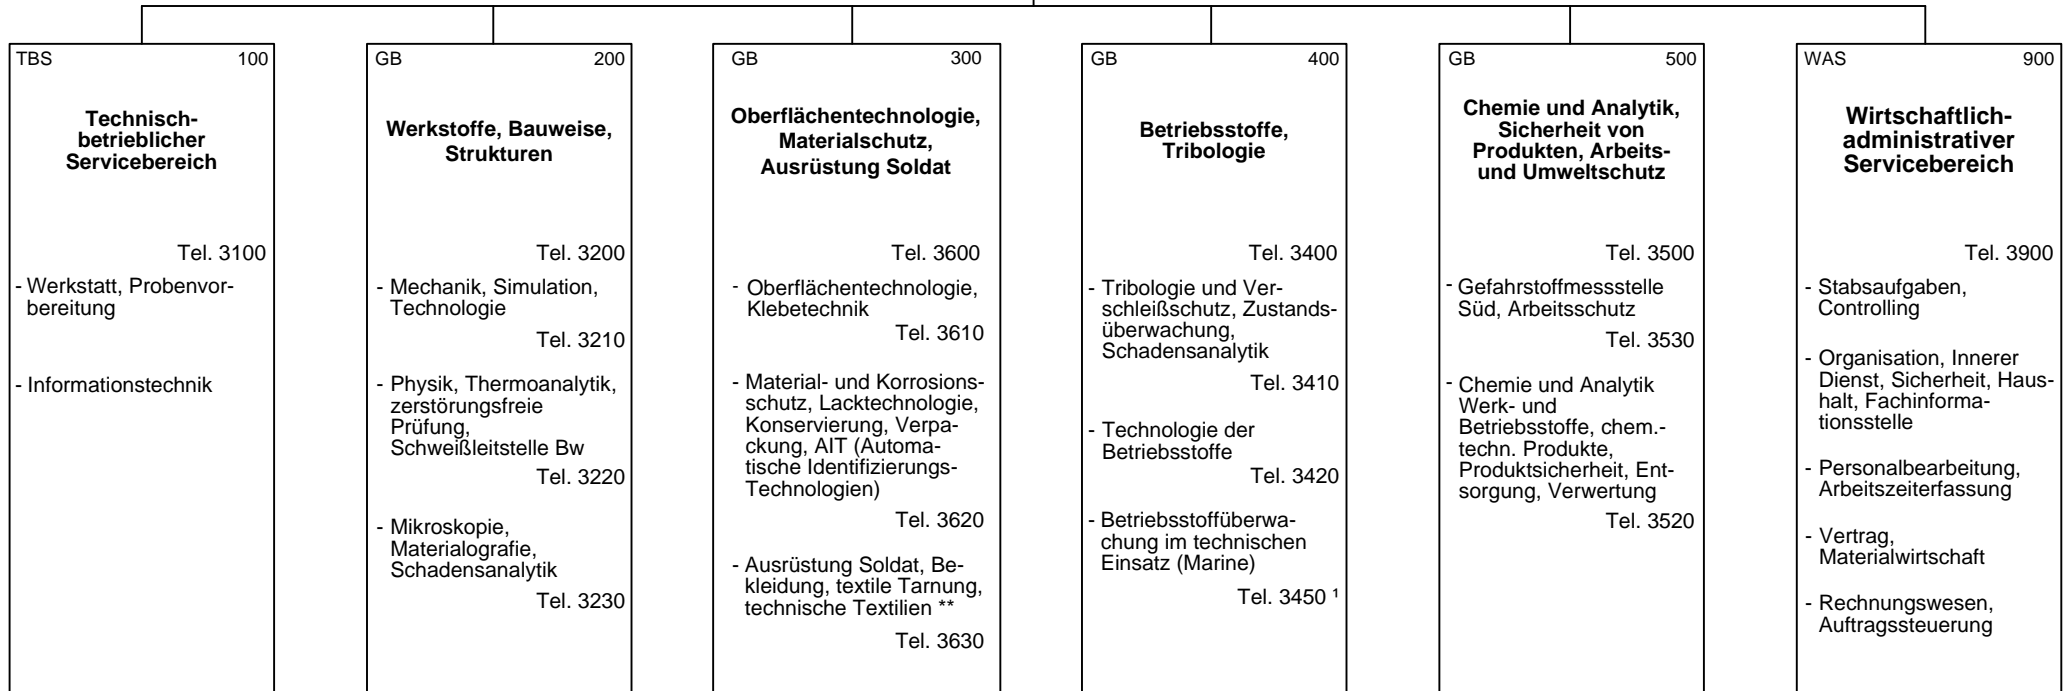 TBS 100
Technisch-
betrieblicher
Servicebereich
Tel. 3100
- Werkstatt, Probenvor-
bereitung
- Informationstechnik
GB 200
Werkstoffe, Bauweise,
Strukturen
Tel. 3200
- Mechanik, Simulation,
Technologie
Tel. 3210
- Physik, Thermoanalytik,
zerstörungsfreie
Prüfung,
Schweißleitstelle Bw
Tel. 3220
- Mikroskopie,
Materialografie,
Schadensanalytik
Tel. 3230
GB 300
Oberflächentechnologie,
Materialschutz,
Ausrüstung Soldat
Tel. 3600
- Oberflächentechnologie,
Klebetechnik
Tel. 3610
- Material- und Korrosions-
schutz, Lacktechnologie,
Konservierung, Verpa-
ckung, AIT (Automa-
tische Identifizierungs-
Technologien)
Tel. 3620
- Ausrüstung Soldat, Be-
kleidung, textile Tarnung,
technische Textilien **
Tel. 3630
GB 400
Betriebsstoffe,
Tribologie
Tel. 3400
- Tribologie und Ver-
schleißschutz, Zustands-
überwachung,
Schadensanalytik
Tel. 3410
- Technologie der
Betriebsstoffe
Tel. 3420
- Betriebsstoffüberwa-
chung im technischen
Einsatz (Marine)
Tel. 3450 ¹
GB 500
Chemie und Analytik,
Sicherheit von
Produkten, Arbeits-
und Umweltschutz
Tel. 3500
- Gefahrstoffmessstelle
Süd, Arbeitsschutz
Tel. 3530
- Chemie und Analytik
Werk- und
Betriebsstoffe, chem.-
techn. Produkte,
Produktsicherheit, Ent-
sorgung, Verwertung
Tel. 3520
WAS 900
Wirtschaftlich-
administrativer
Servicebereich
Tel. 3900
- Stabsaufgaben,
Controlling
- Organisation, Innerer
Dienst, Sicherheit, Haus-
halt, Fachinforma-
tionsstelle
- Personalbearbeitung,
Arbeitszeiterfassung
- Vertrag,
Materialwirtschaft
- Rechnungswesen,
Auftragssteuerung